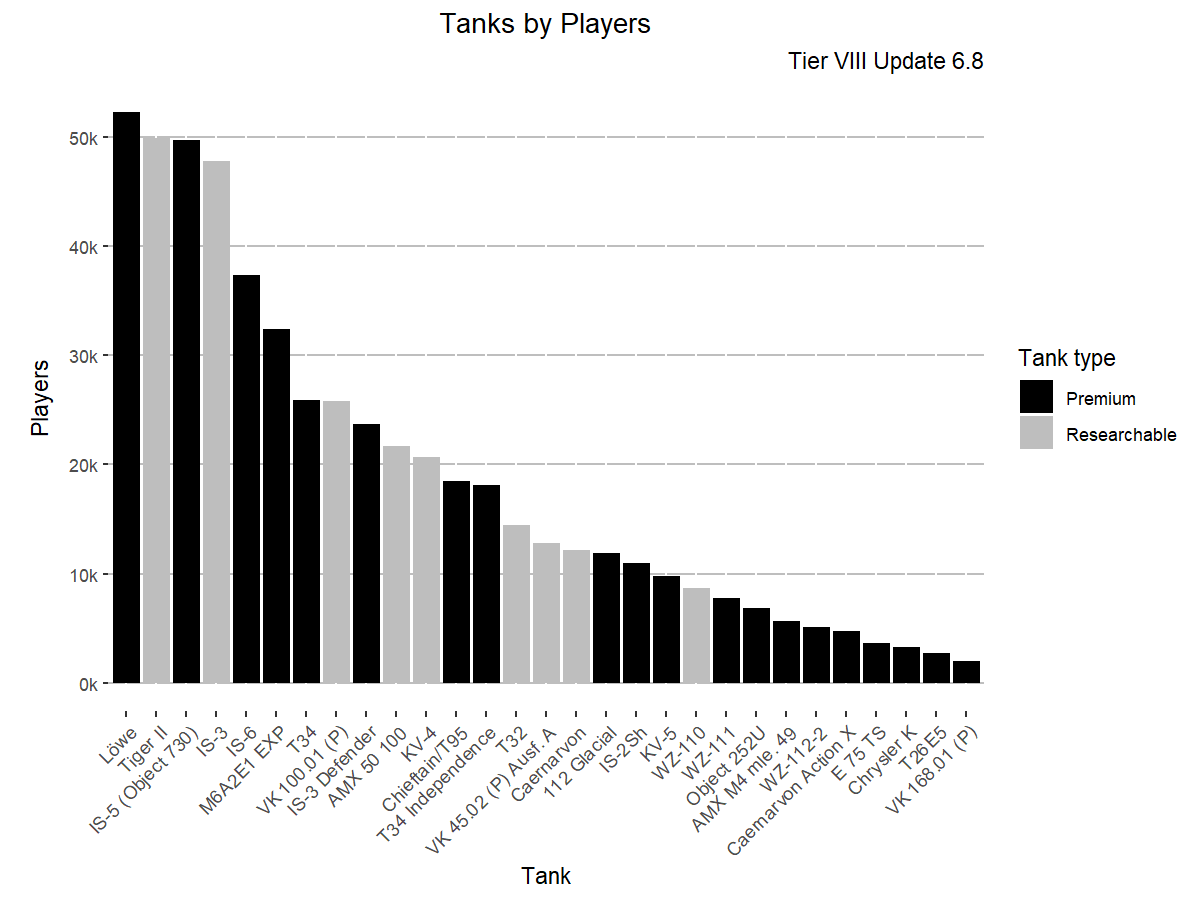 Tanks by Players
Tier VIII Update 6.8
Players
50k
40k
30k
20k
10k
0k
Löwe
Tiger II
IS-5 (Object 730)
IS-3
IS-6
M6A2E1 EXP
T34
VK 100.01 (P)
IS-3 Defender
AMX 50 100
KV-4
Chieftain/T95
T34 Independence
T32
VK 45.02 (P) Ausf. A
Caernarvon
112 Glacial
IS-2Sh
KV-5
WZ-110
WZ-111
Object 252U
AMX M4 mle. 49
WZ-112-2
Caernarvon Action X
E 75 TS
Chrysler K
T26E5
VK 168.01 (P)
Tank
Tank type
Premium
Researchable